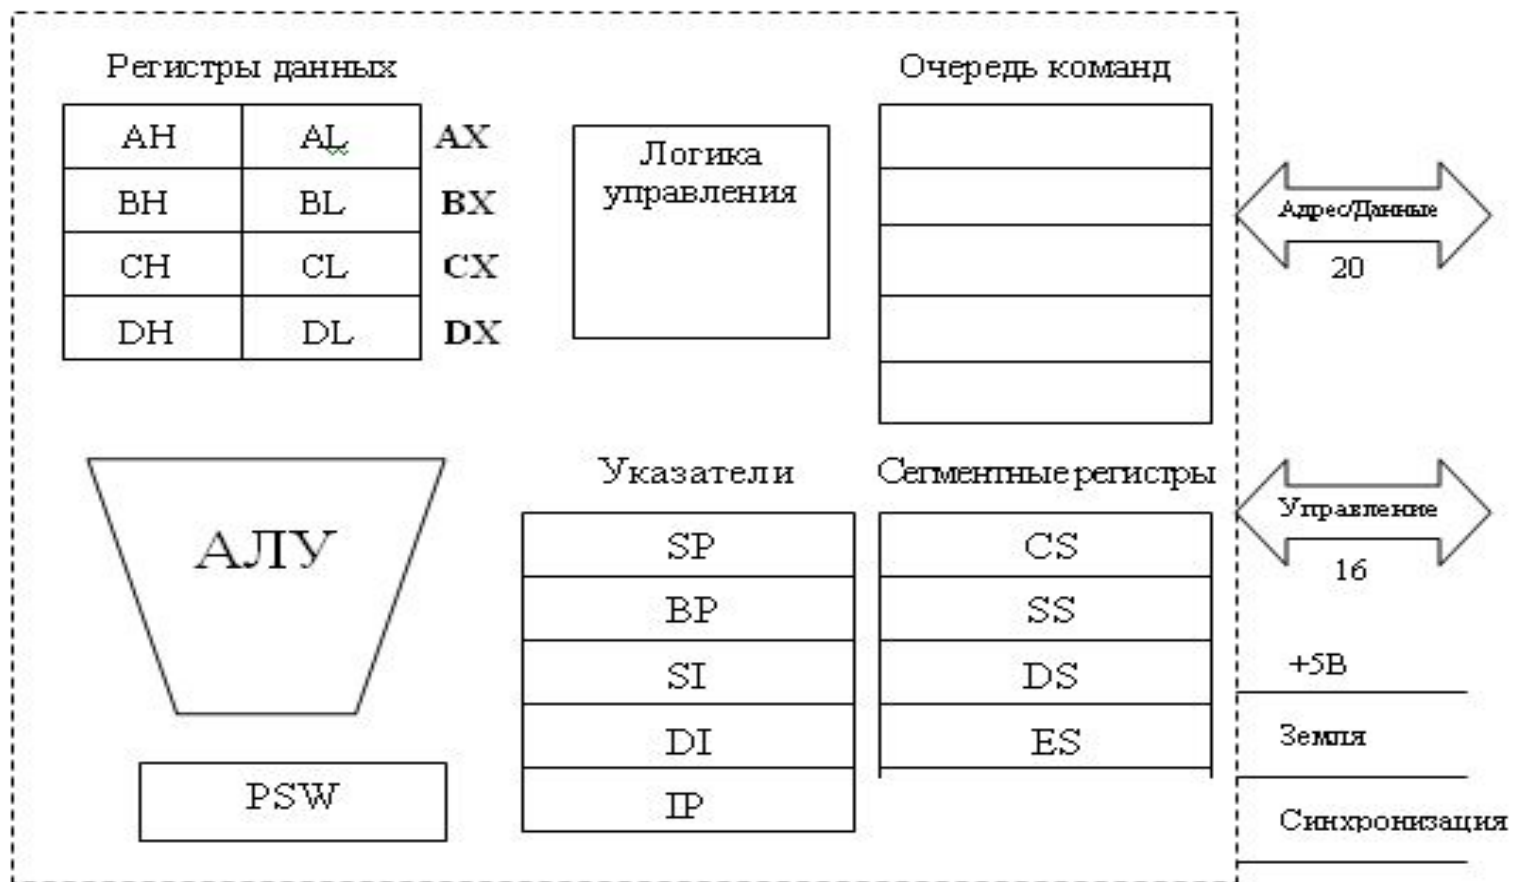 Регистры данных
AH AL AX
BH BL BX
CH CL CX
DH DL DX
Логика
управления
Очередь команд
Адрес/Данные
20
АЛУ
PSW
Указатели
SP
BP
SI
DI
IP
Сегментные регистры
CS
SS
DS
ES
Управление
16
+5В
Земля
Синхронизация